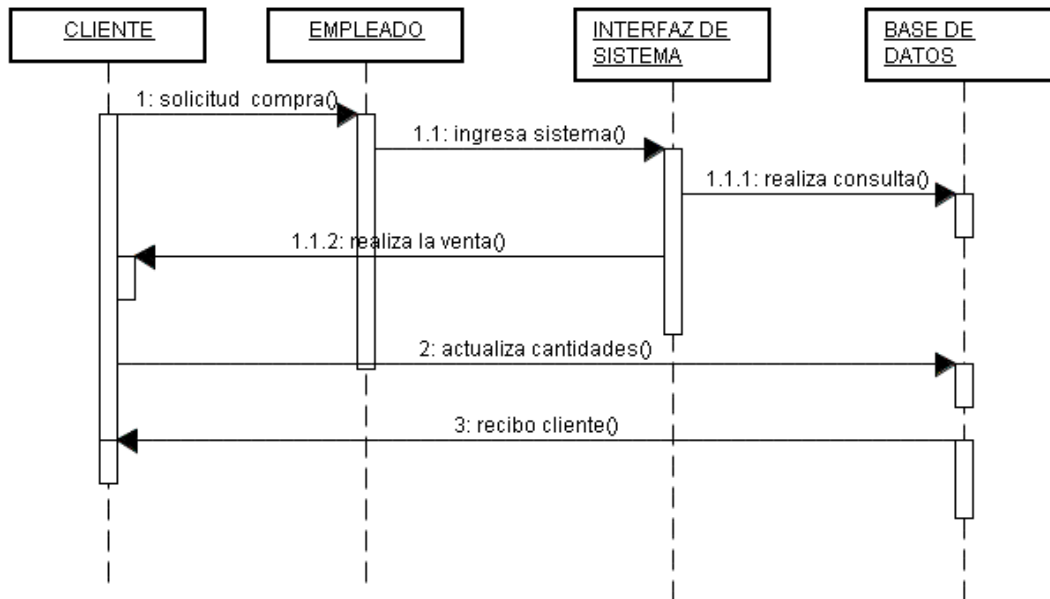 CLIENTE
EMPLEADO
INTERFAZ DE
SISTEMA
BASE DE
DATOS
1: solicitud compra()
1.1: ingresa sistema()
1.1.1: realiza consulta()
1.1.2: realiza la venta()
2: actualiza cantidades()
3: recibo cliente()